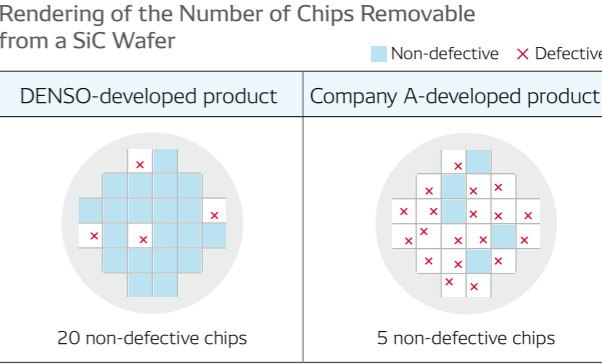 Rendering of the Number of Chips Removable
from a SiC Wafer
Non-defective × Defective
DENSO-developed product
Company A-developed product
20 non-defective chips
5 non-defective chips